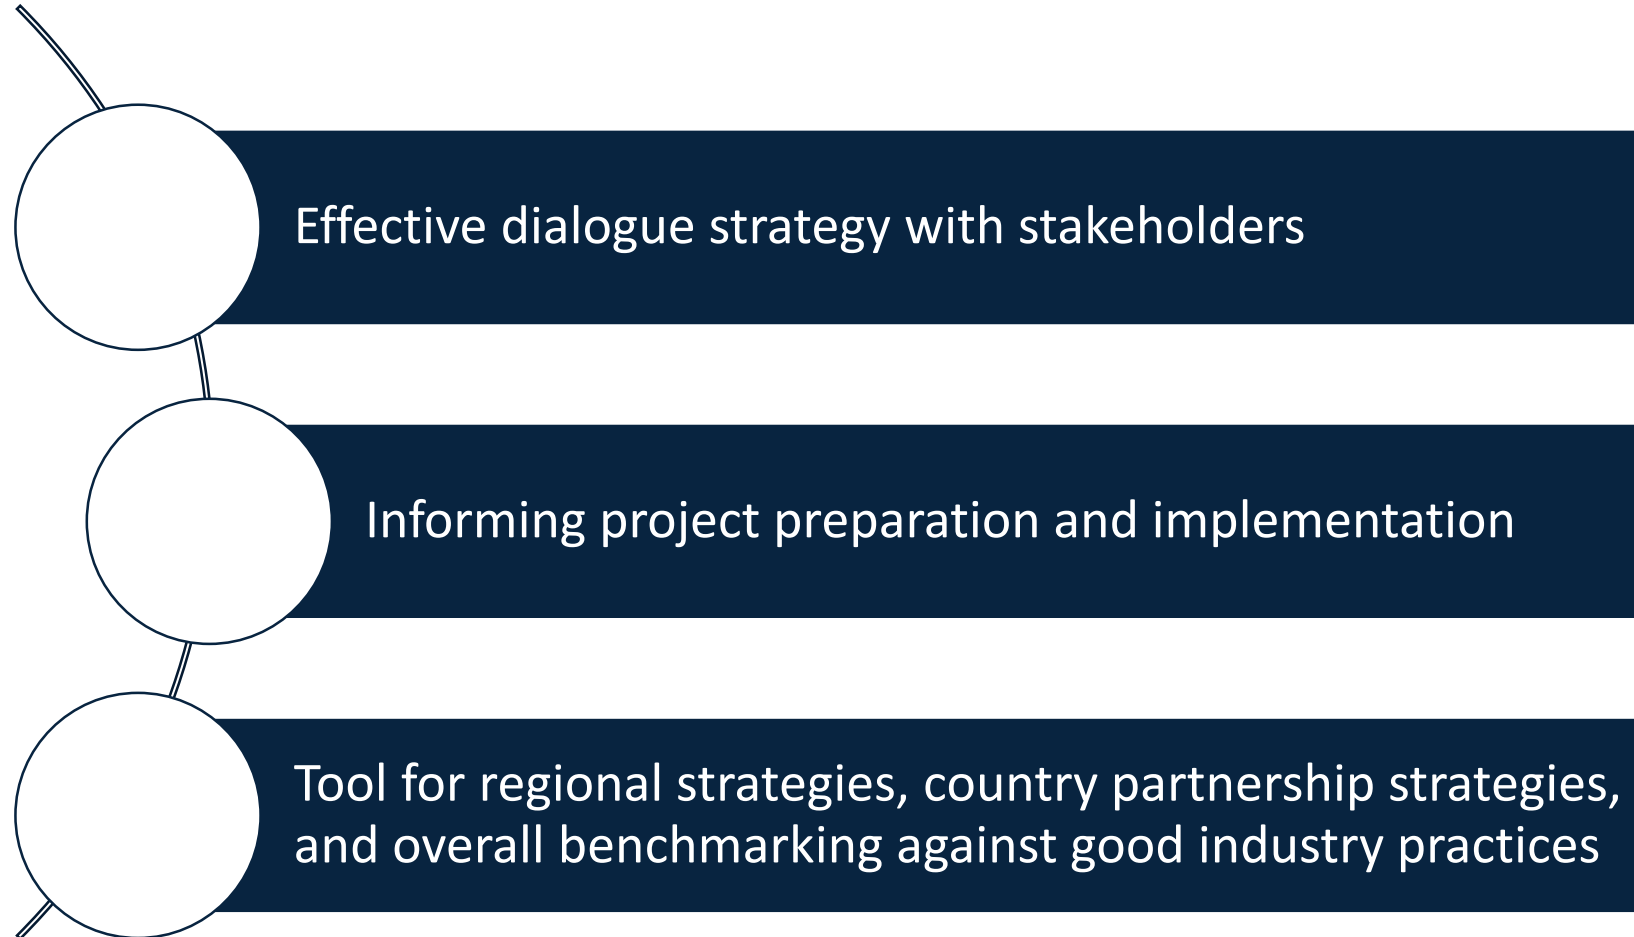 Effective dialogue strategy with stakeholders
Informing project preparation and implementation
Tool for regional strategies, country partnership strategies,
and overall benchmarking against good industry practices